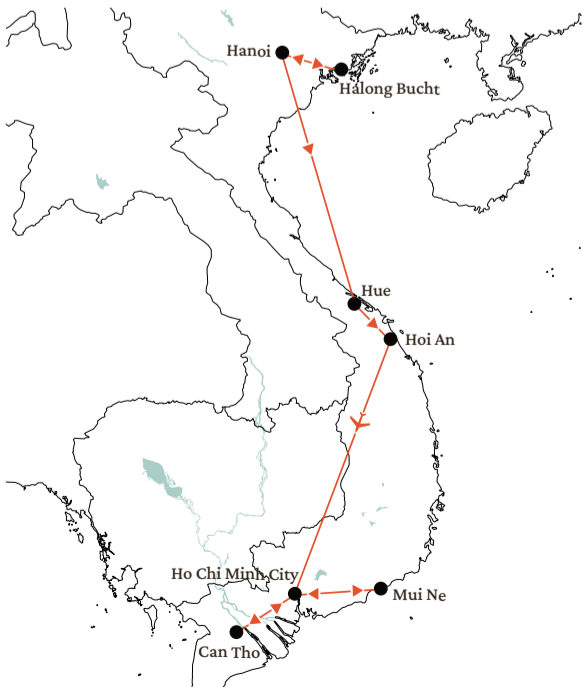 Hanoi
Halong Bucht
Hue
Hoi An
Ho Chi Minh City
Mui Ne
Can Tho